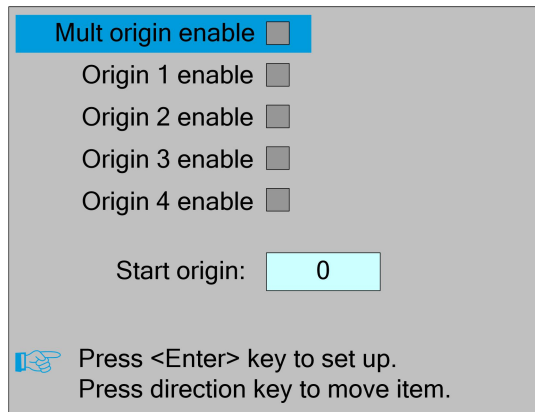 Mult origin enable
Origin 1 enable
Origin 2 enable
Origin 3 enable
Origin 4 enable
Start origin: 0
Press <Enter> key to set up.
Press direction key to move item.